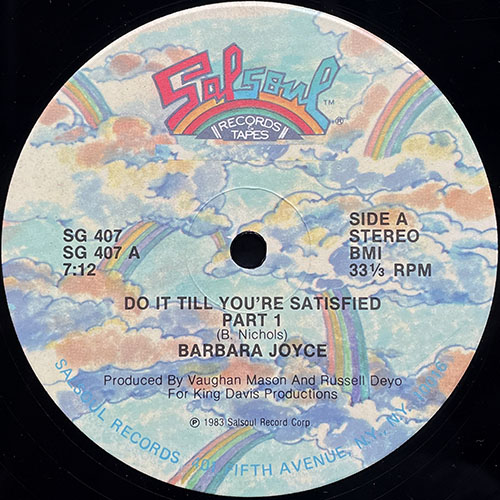 Salsoul
RECORDS & TAPES
™
®
SG 407
SG 407 A
7:12
SIDE A
STEREO
BMI
33⅓ RPM
DO IT TILL YOU'RE SATISFIED
PART 1
(B. Nichols)
BARBARA JOYCE
Produced By Vaughan Mason And Russell Deyo
For King Davis Productions
℗ 1983 Salsoul Record Corp
SALSOUL RECORDS, 401 FIFTH AVENUE, N.Y., N.Y.